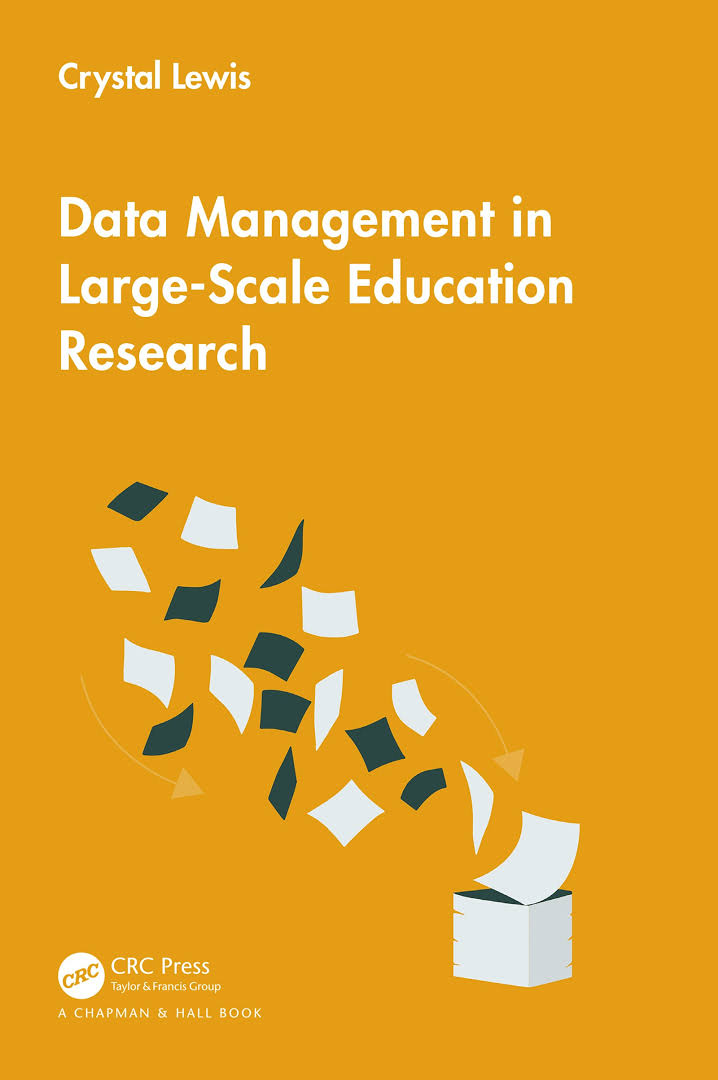 Crystal Lewis
Data Management in
Large-Scale Education
Research
CRC
CRC Press
Taylor & Francis Group
A CHAPMAN & HALL BOOK